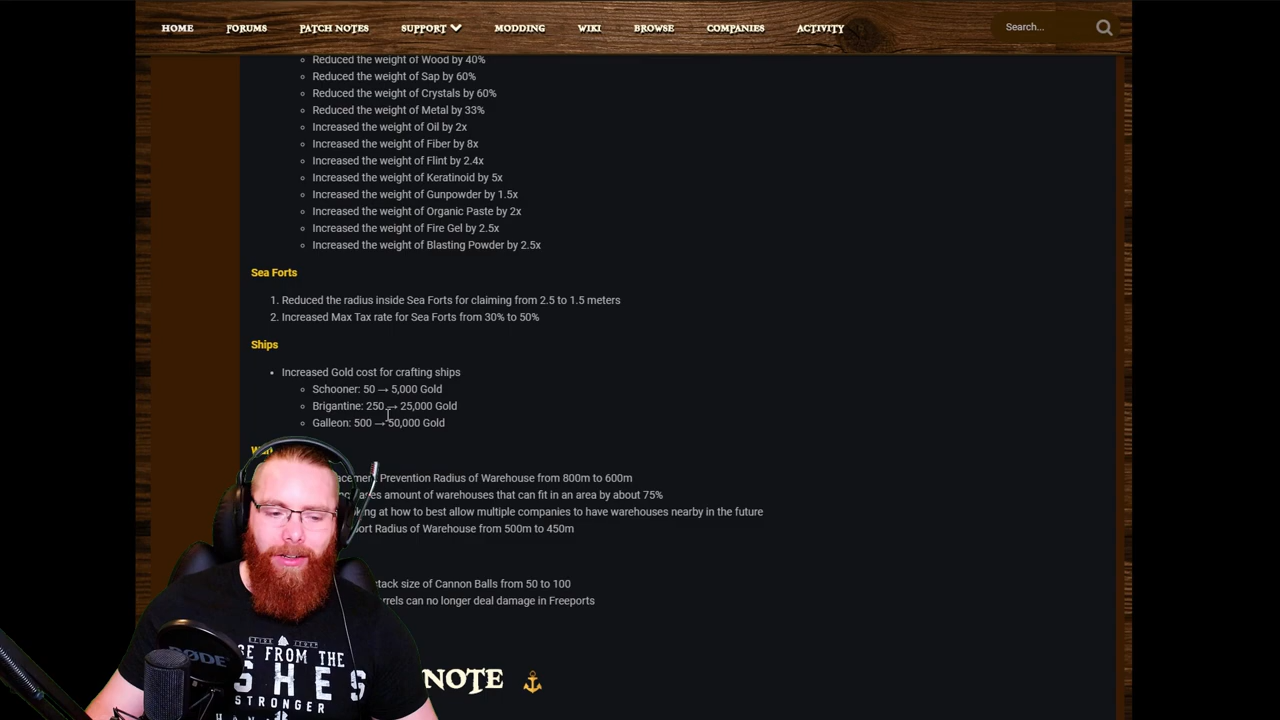 HOME FORUMS PATCH NOTES SUPPORT MODDING WIKI BROWSE COMPANIES ACTIVITY Search...
Reduced the weight of Wood by 40%
Reduced the weight of Sap by 60%
Reduced the weight of Crystals by 60%
Reduced the weight of Metal by 33%
Increased the weight of Oil by 2x
Increased the weight of Fiber by 8x
Increased the weight of Flint by 2.4x
Increased the weight of Keratinoid by 5x
Increased the weight of Gunpowder by 1.5x
Increased the weight of Organic Paste by 2x
Increased the weight of Fire Gel by 2.5x
Increased the weight of Blasting Powder by 2.5x
Sea Forts
1. Reduced the radius inside Sea Forts for claiming from 2.5 to 1.5 meters
2. Increased Max Tax rate for Sea Forts from 30% to 50%
Ships
Increased Gold cost for crafting ships
Schooner: 50 → 5,000 Gold
Brigantine: 250 → 25,000 Gold
Galleon: 500 → 50,000 Gold
Prevention Radius of Warehouse from 800m to 600m
amount of warehouses that can fit in an area by about 75%
at how to best allow multiple companies to have warehouses nearby in the future
Radius of Warehouse from 500m to 450m
size of Cannon Balls from 50 to 100
can no longer deal damage in Freeports
NOTE
RØDE
FROM THE
STRONGER